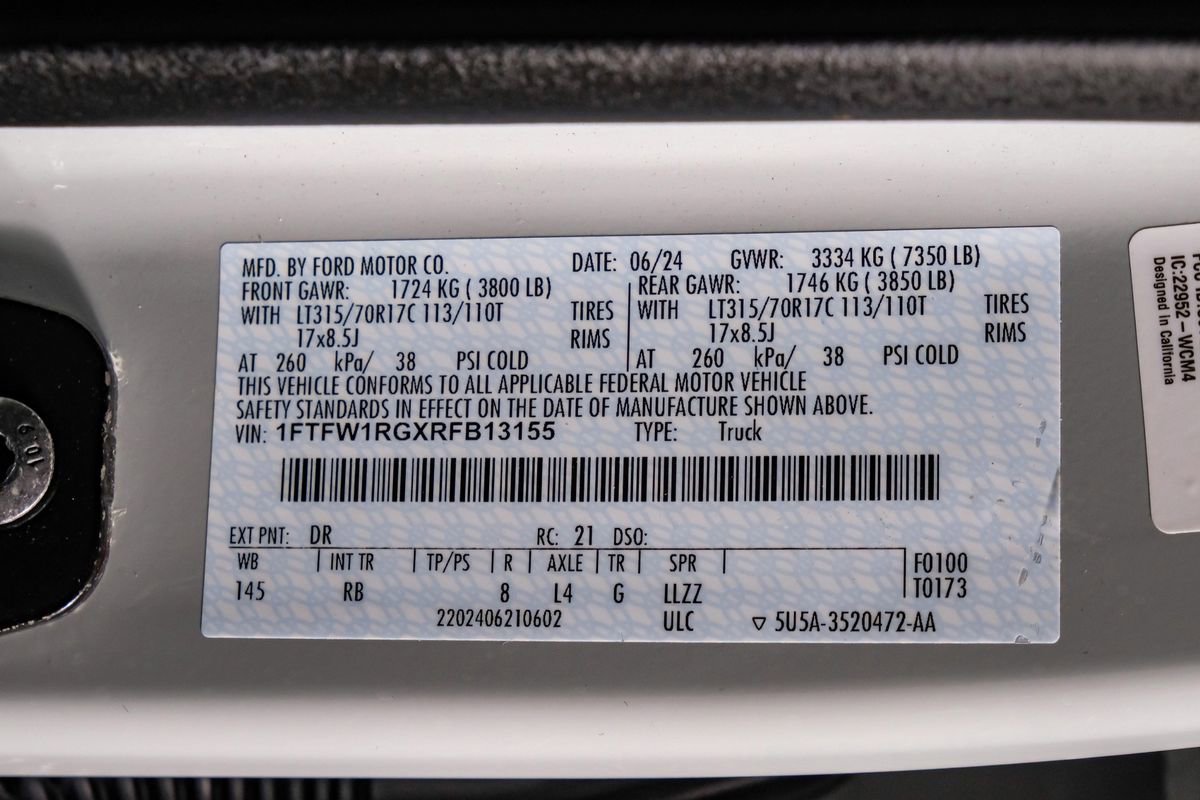 MFD. BY FORD MOTOR CO. DATE: 06/24 GVWR: 3334 KG ( 7350 LB)
FRONT GAWR: 1724 KG ( 3800 LB) REAR GAWR: 1746 KG ( 3850 LB)
WITH LT315/70R17C 113/110T TIRES WITH LT315/70R17C 113/110T TIRES
17x8.5J RIMS 17x8.5J RIMS
AT 260 kPa/ 38 PSI COLD AT 260 kPa/ 38 PSI COLD
THIS VEHICLE CONFORMS TO ALL APPLICABLE FEDERAL MOTOR VEHICLE
SAFETY STANDARDS IN EFFECT ON THE DATE OF MANUFACTURE SHOWN ABOVE.
VIN: 1FTFW1RGXRFB13155 TYPE: Truck
EXT PNT: DR RC: 21 DSO:
WB INT TR TP/PS R AXLE TR SPR F0100
145 RB 8 L4 G LLZZ T0173
2202406210602 ULC ▽ 5U5A-3520472-AA
IC:22952-WCM4
Designed in California
10.9